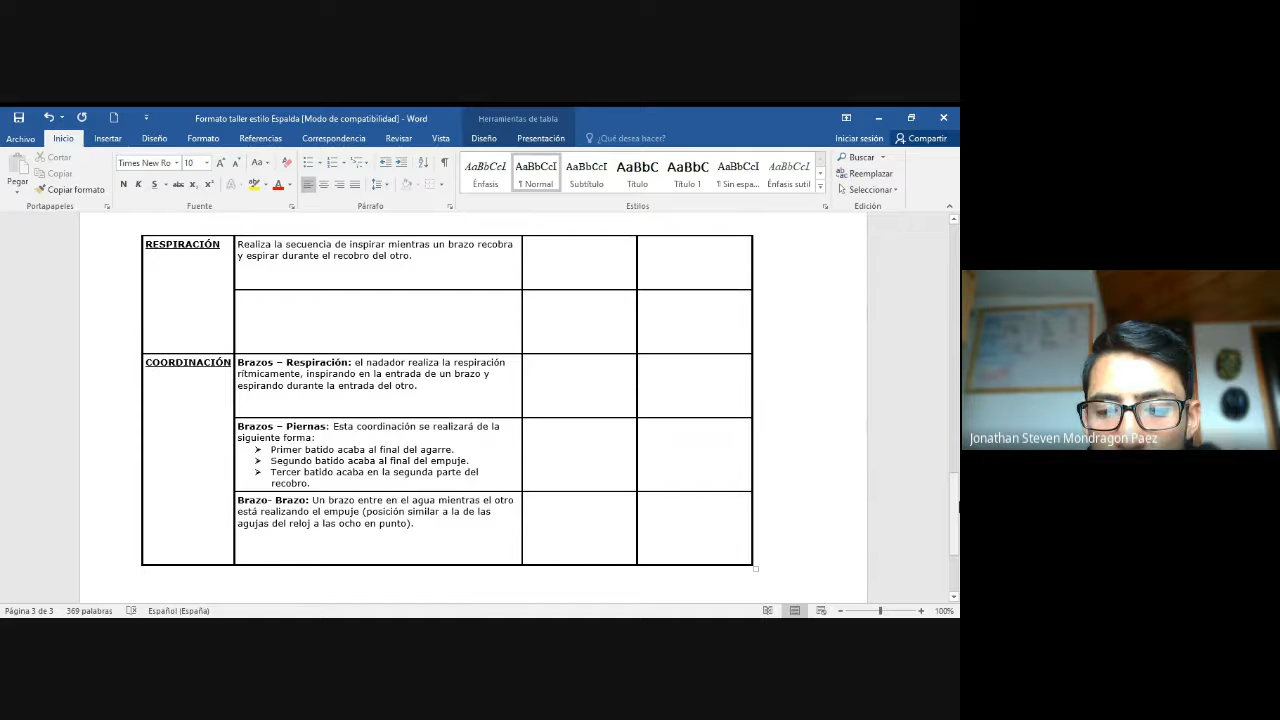 Formato taller estilo Espalda [Modo de compatibilidad] - Word
Herramientas de tabla
Archivo Inicio Insertar Diseño Formato Referencias Correspondencia Revisar Vista Diseño Presentación ¿Qué desea hacer? Iniciar sesión Compartir
Pegar
Cortar
Copiar
Copiar formato
Portapapeles
Times New Ro 10
N K S abc x₂ x²
Fuente
Párrafo
AaBbCcL AaBbCcI AaBbCcI AaBbC AaBbC AaBbCcI AaBbCcI
Énfasis ¶ Normal Subtítulo Título Título 1 ¶ Sin espa... Énfasis sutil
Estilos
Buscar
Reemplazar
Seleccionar
Edición
RESPIRACIÓN
Realiza la secuencia de inspirar mientras un brazo recobra
y espirar durante el recobro del otro.
COORDINACIÓN
Brazos – Respiración: el nadador realiza la respiración
rítmicamente, inspirando en la entrada de un brazo y
espirando durante la entrada del otro.
Brazos – Piernas: Esta coordinación se realizará de la
siguiente forma:
➢ Primer batido acaba al final del agarre.
➢ Segundo batido acaba al final del empuje.
➢ Tercer batido acaba en la segunda parte del
recobro.
Brazo- Brazo: Un brazo entre en el agua mientras el otro
está realizando el empuje (posición similar a la de las
agujas del reloj a las ocho en punto).
Página 3 de 3 369 palabras Español (España) 100%
Jonathan Steven Mondragon Paez